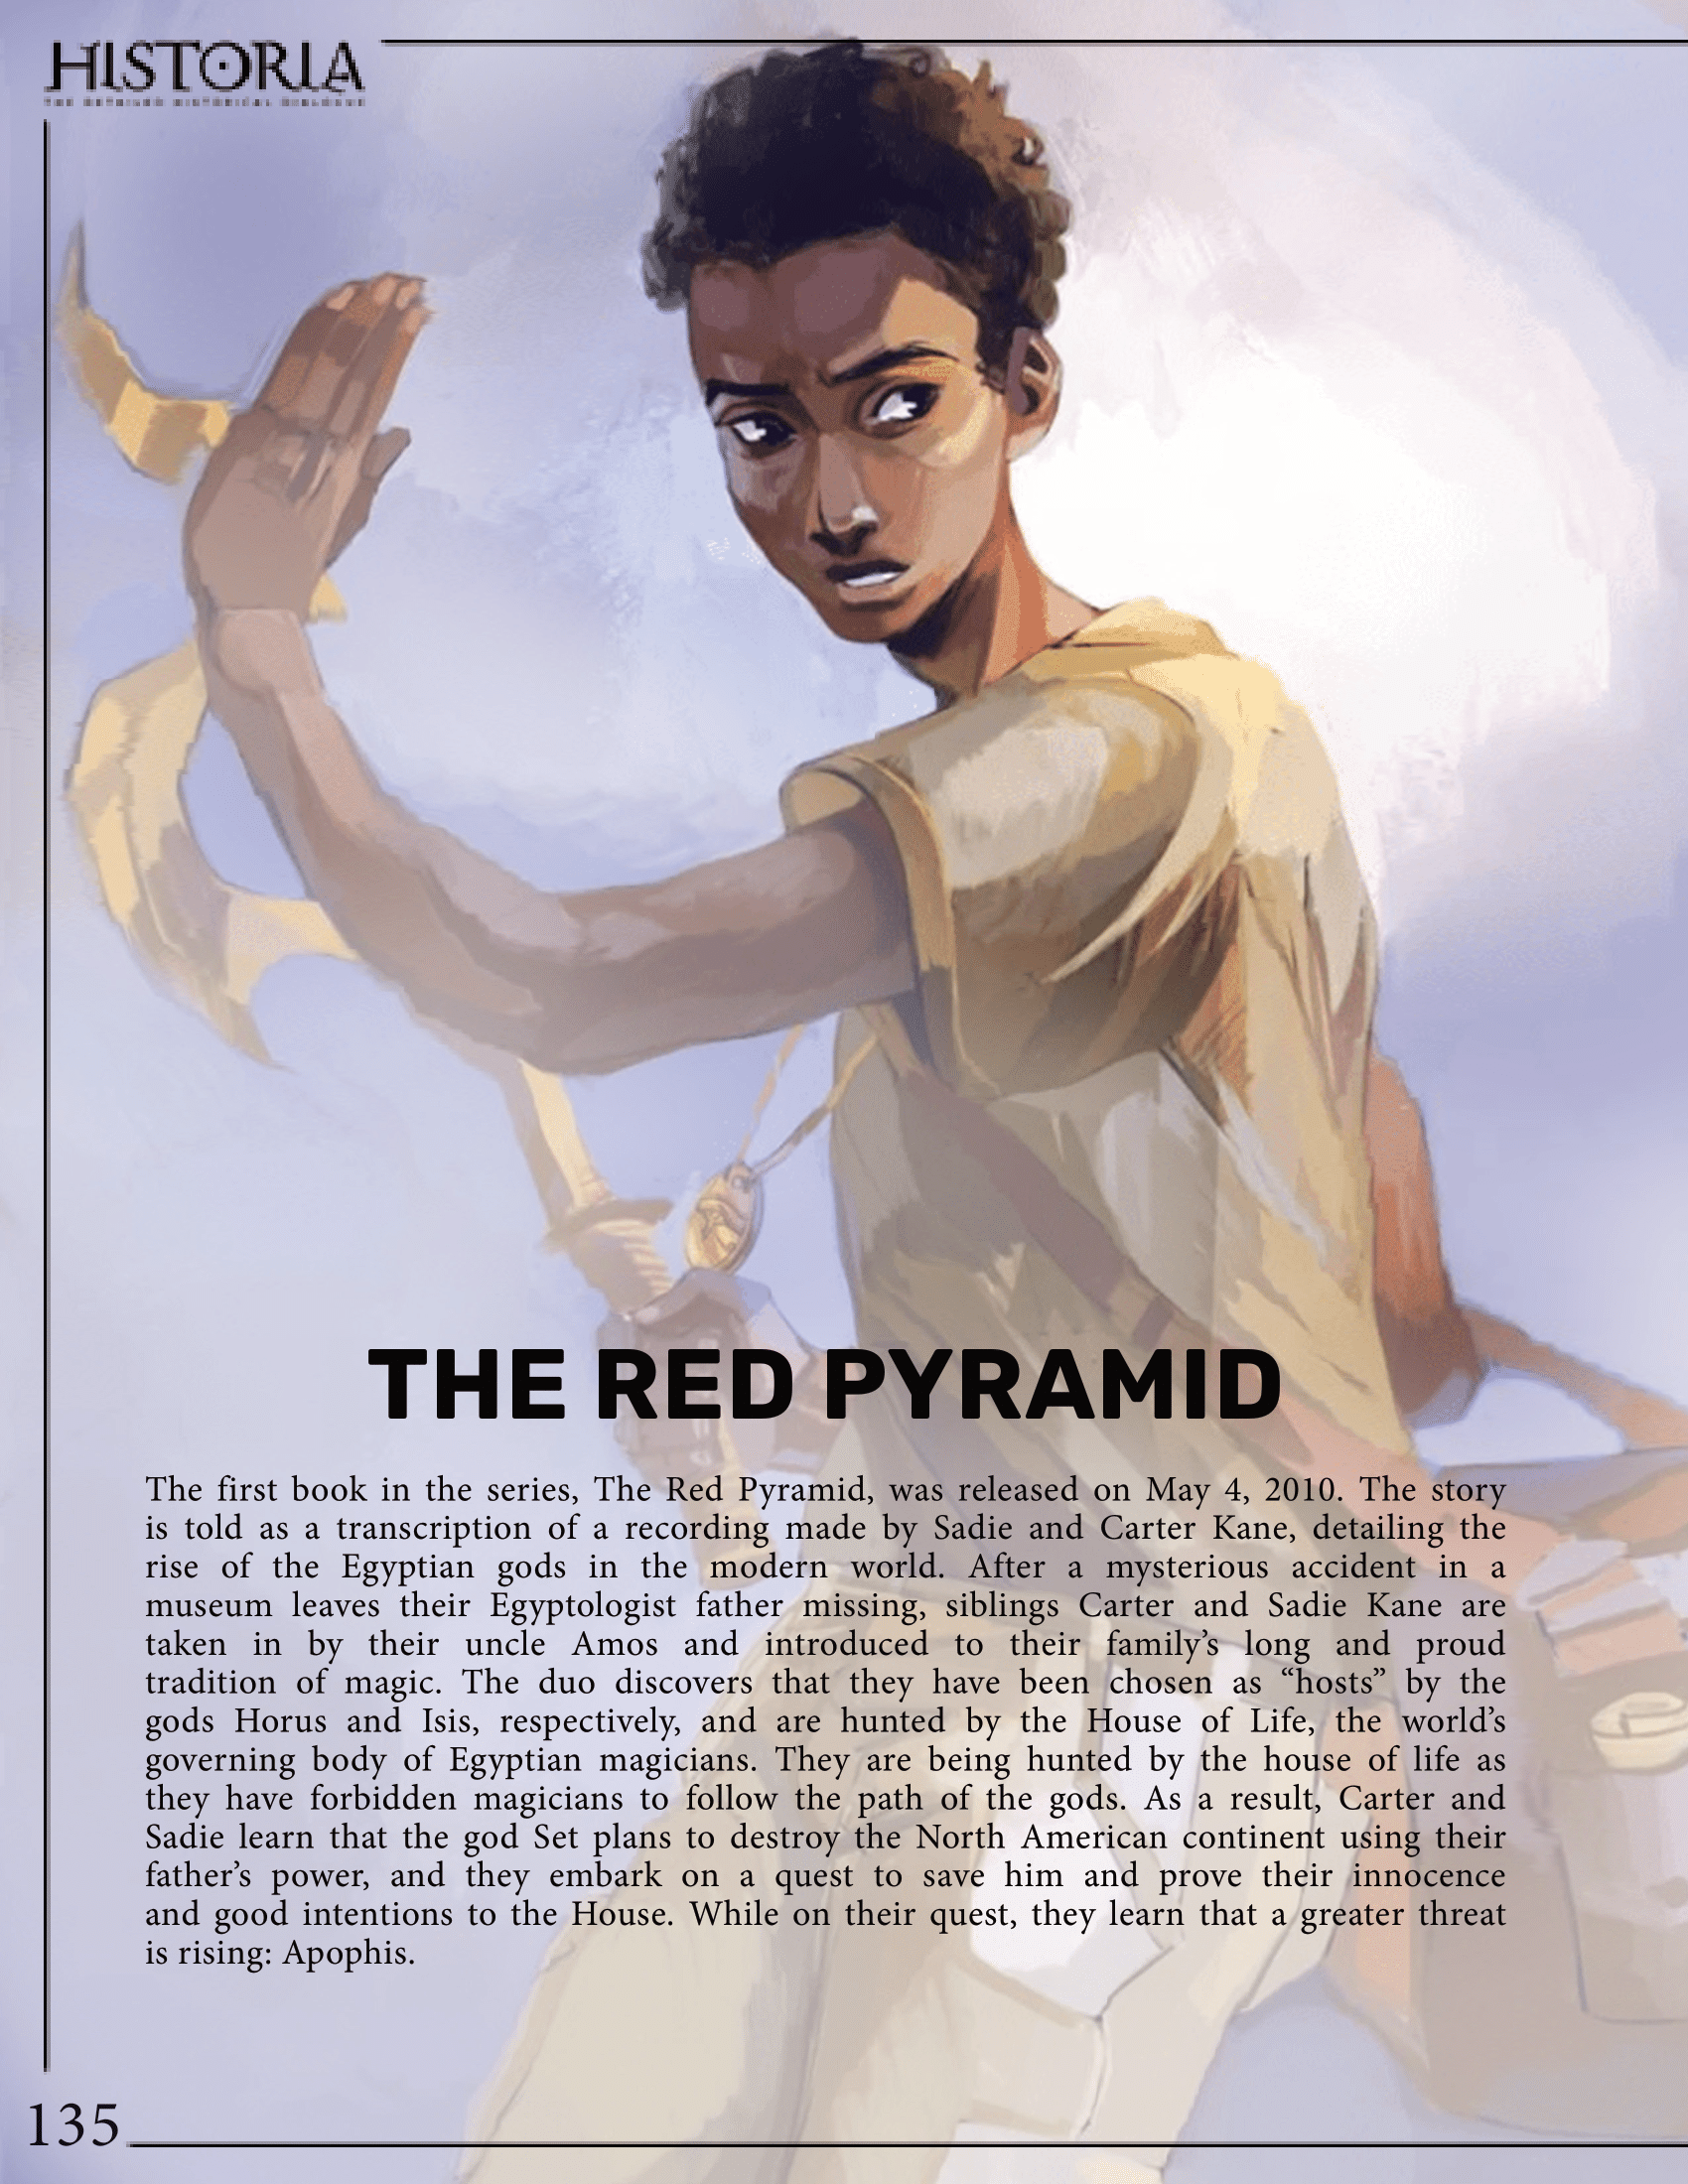 HISTORIA
THE RED PYRAMID
The first book in the series, The Red Pyramid, was released on May 4, 2010. The story
is told as a transcription of a recording made by Sadie and Carter Kane, detailing the
rise of the Egyptian gods in the modern world. After a mysterious accident in a
museum leaves their Egyptologist father missing, siblings Carter and Sadie Kane are
taken in by their uncle Amos and introduced to their family’s long and proud
tradition of magic. The duo discovers that they have been chosen as “hosts” by the
gods Horus and Isis, respectively, and are hunted by the House of Life, the world’s
governing body of Egyptian magicians. They are being hunted by the house of life as
they have forbidden magicians to follow the path of the gods. As a result, Carter and
Sadie learn that the god Set plans to destroy the North American continent using their
father’s power, and they embark on a quest to save him and prove their innocence
and good intentions to the House. While on their quest, they learn that a greater threat
is rising: Apophis.
135